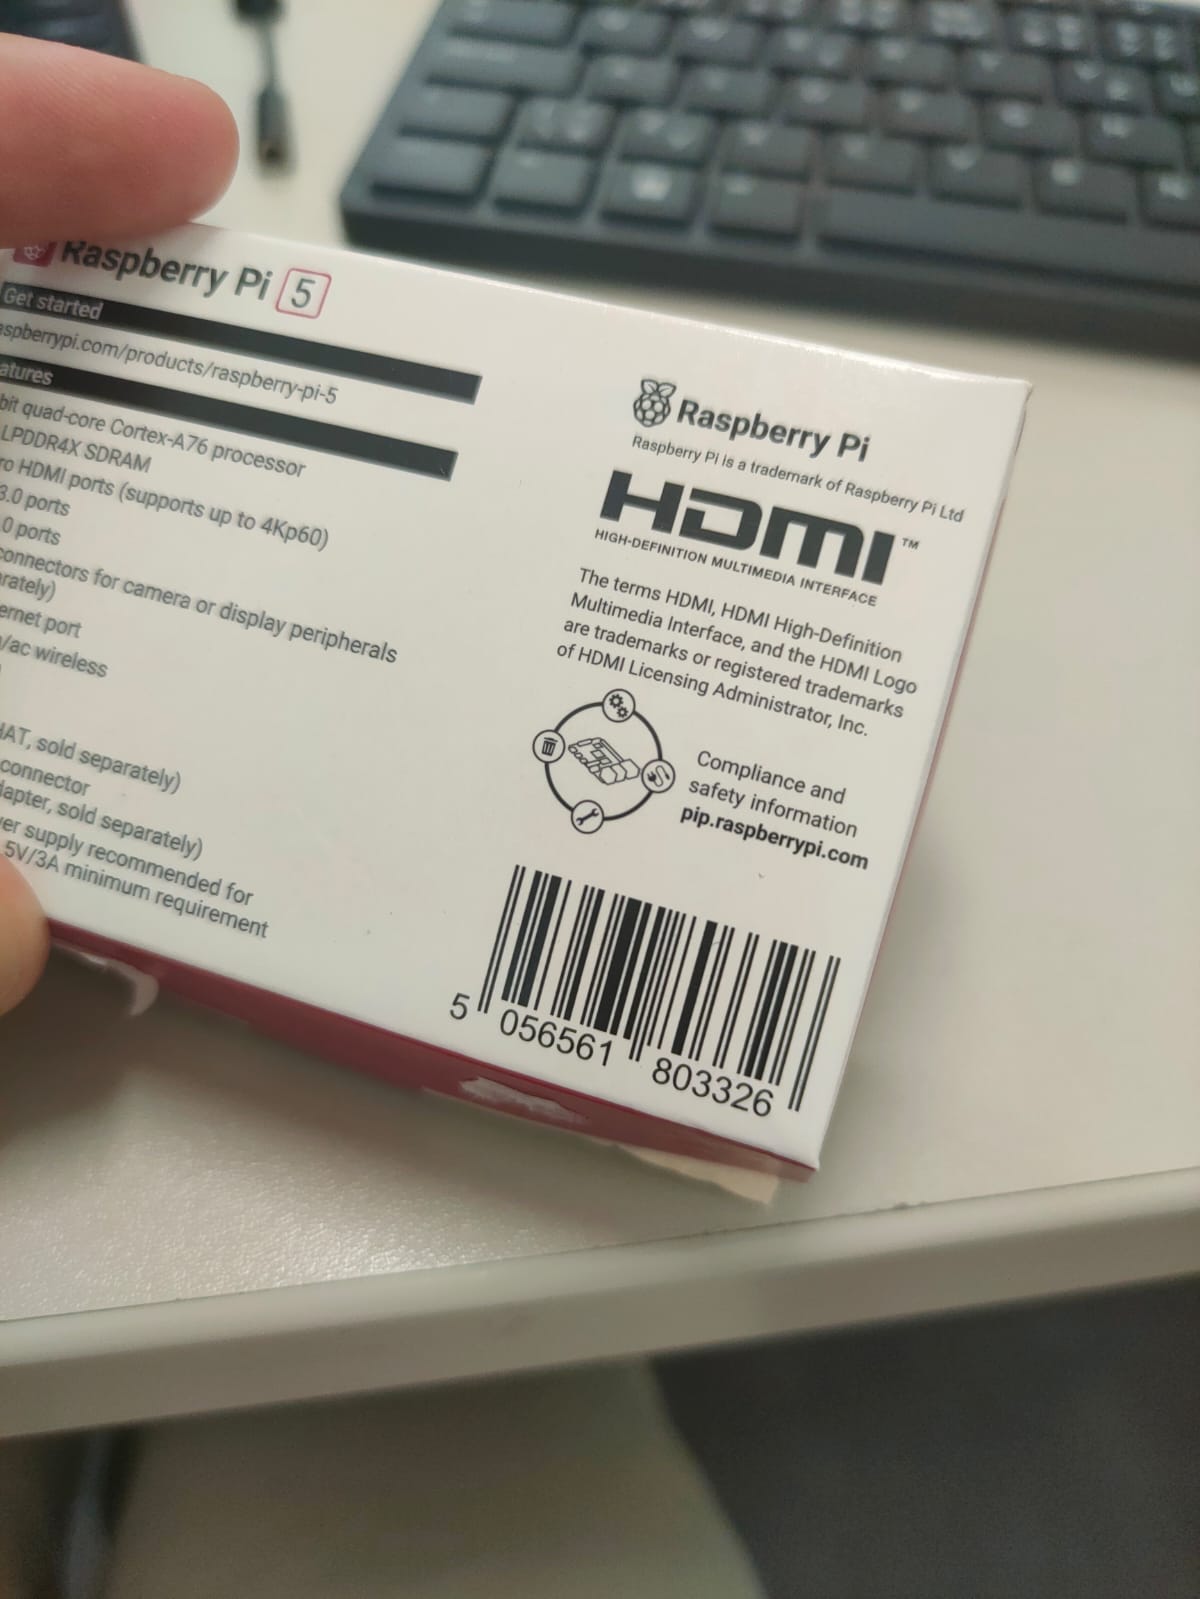 Raspberry Pi 5
Get started
aspberrypi.com/products/raspberry-pi-5
atures
bit quad-core Cortex-A76 processor
LPDDR4X SDRAM
ro HDMI ports (supports up to 4Kp60)
3.0 ports
.0 ports
connectors for camera or display peripherals
rately)
ernet port
/ac wireless
HAT, sold separately)
connector
dapter, sold separately)
er supply recommended for
5V/3A minimum requirement
Raspberry Pi
Raspberry Pi is a trademark of Raspberry Pi Ltd
HDMI™
HIGH-DEFINITION MULTIMEDIA INTERFACE
The terms HDMI, HDMI High-Definition
Multimedia Interface, and the HDMI Logo
are trademarks or registered trademarks
of HDMI Licensing Administrator, Inc.
Compliance and
safety information
pip.raspberrypi.com
5 056561 803326